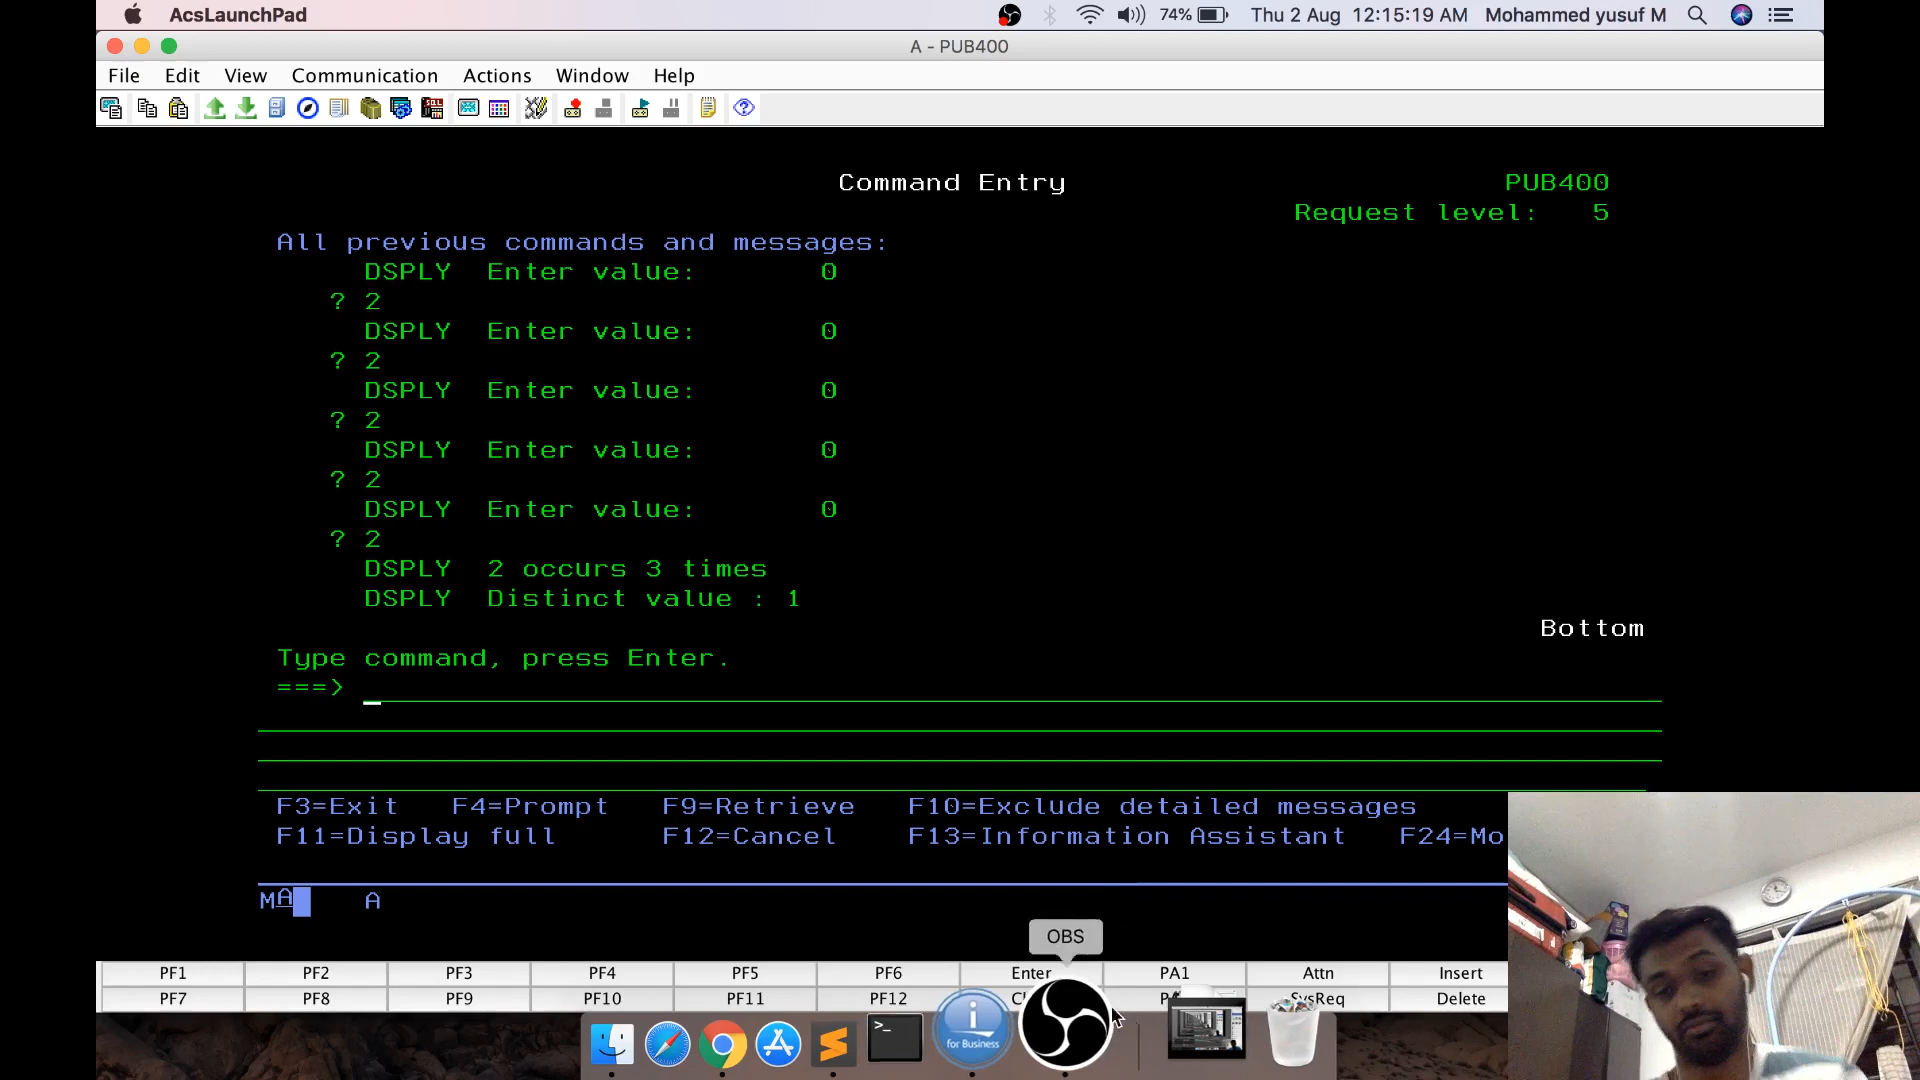 AcsLaunchPad
74%
Thu 2 Aug 12:15:19 AM
Mohammed yusuf M
A - PUB400
File Edit View Communication Actions Window Help
Command Entry
PUB400
Request level: 5
All previous commands and messages:
DSPLY Enter value: 0
? 2
DSPLY Enter value: 0
? 2
DSPLY Enter value: 0
? 2
DSPLY Enter value: 0
? 2
DSPLY Enter value: 0
? 2
DSPLY 2 occurs 3 times
DSPLY Distinct value : 1
Bottom
Type command, press Enter.
===>
F3=Exit F4=Prompt F9=Retrieve F10=Exclude detailed messages
F11=Display full F12=Cancel F13=Information Assistant F24=Mo
MA A
OBS
PF1 PF2 PF3 PF4 PF5 PF6 Enter PA1 Attn Insert
PF7 PF8 PF9 PF10 PF11 PF12 SysReq Delete
>_
i
for Business